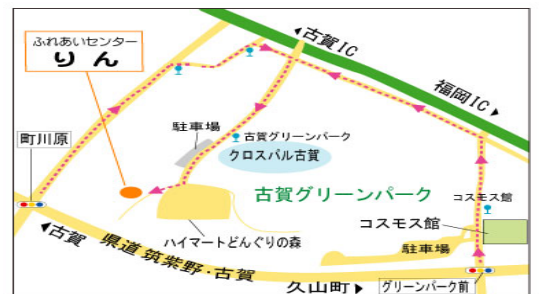 ふれあいセンター
りん
◀古賀IC
福岡IC▶
町川原
駐車場
古賀グリーンパーク
クロスパル古賀
古賀グリーンパーク
コスモス館
コスモス館
駐車場
ハイマートどんぐりの森
◀古賀 県道 筑紫野・古賀
久山町▶
グリーンパーク前